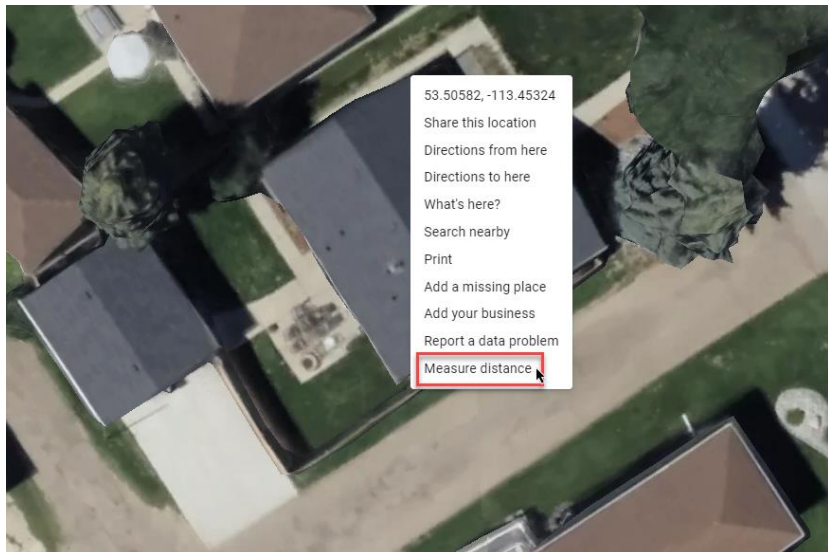 53.50582, -113.45324
Share this location
Directions from here
Directions to here
What's here?
Search nearby
Print
Add a missing place
Add your business
Report a data problem
Measure distance